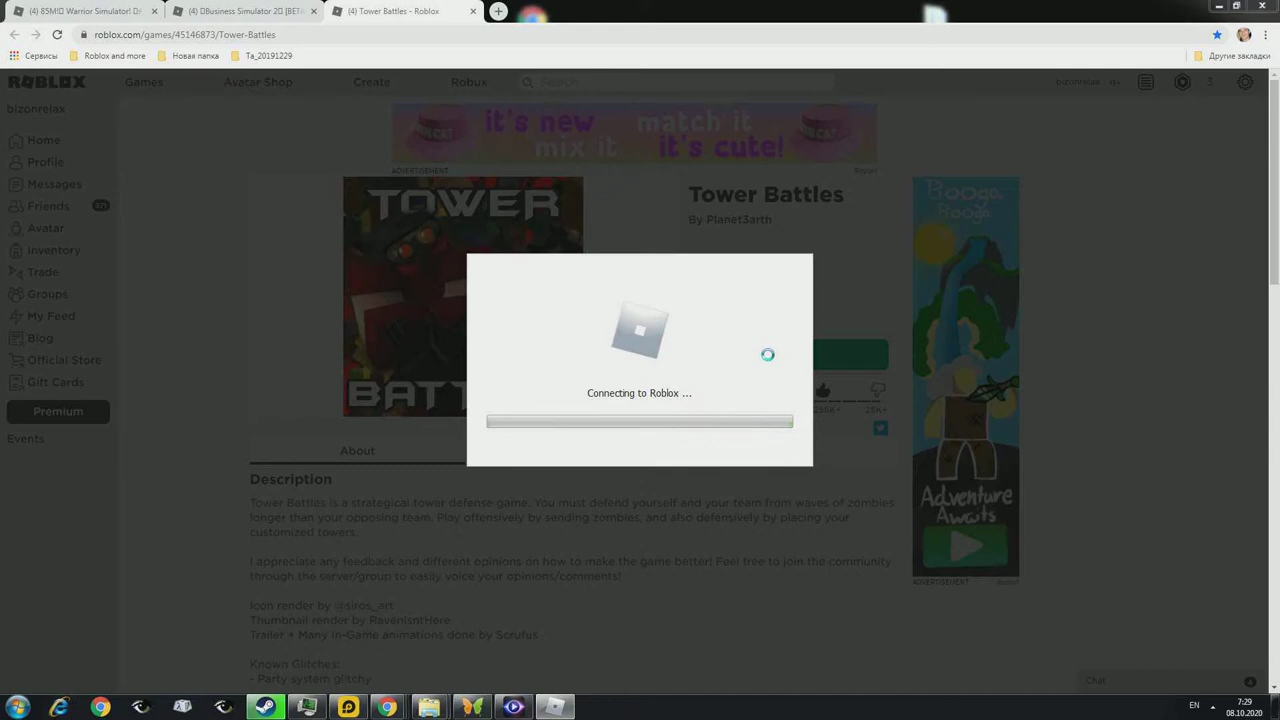 (4) 85M! Warrior Simulator!
(4) Business Simulator 2 [BET
(4) Tower Battles - Roblox
roblox.com/games/45146873/Tower-Battles
Сервисы
Roblox and more
Новая папка
Ta_20191229
Другие закладки
ROBLOX
Games
Avatar Shop
Create
Robux
Search
bizonrelax
3
bizonrelax
Home
Profile
Messages
Friends
Avatar
Inventory
Trade
Groups
My Feed
Blog
Official Store
Gift Cards
Premium
Events
it's new match it
mix it it's cute!
ADVERTISEMENT
Report
TOWER
BATT
Tower Battles
By Planet3arth
Connecting to Roblox ...
25K+
Booga
Booga
Adventure
Awaits
ADVERTISEMENT
Report
About
Description
Tower Battles is a strategical tower defense game. You must defend yourself and your team from waves of zombies
longer than your opposing team. Play offensively by sending zombies, and also defensively by placing your
customized towers.
I appreciate any feedback and different opinions on how to make the game better! Feel free to join the community
through the server/group to easily voice your opinions/comments!
Icon render by @siros_art
Thumbnail render by RavenIsntHere
Trailer + Many in-Game animations done by Scrufus
Known Glitches:
- Party system glitchy
Chat
EN
7:29
08.10.2020